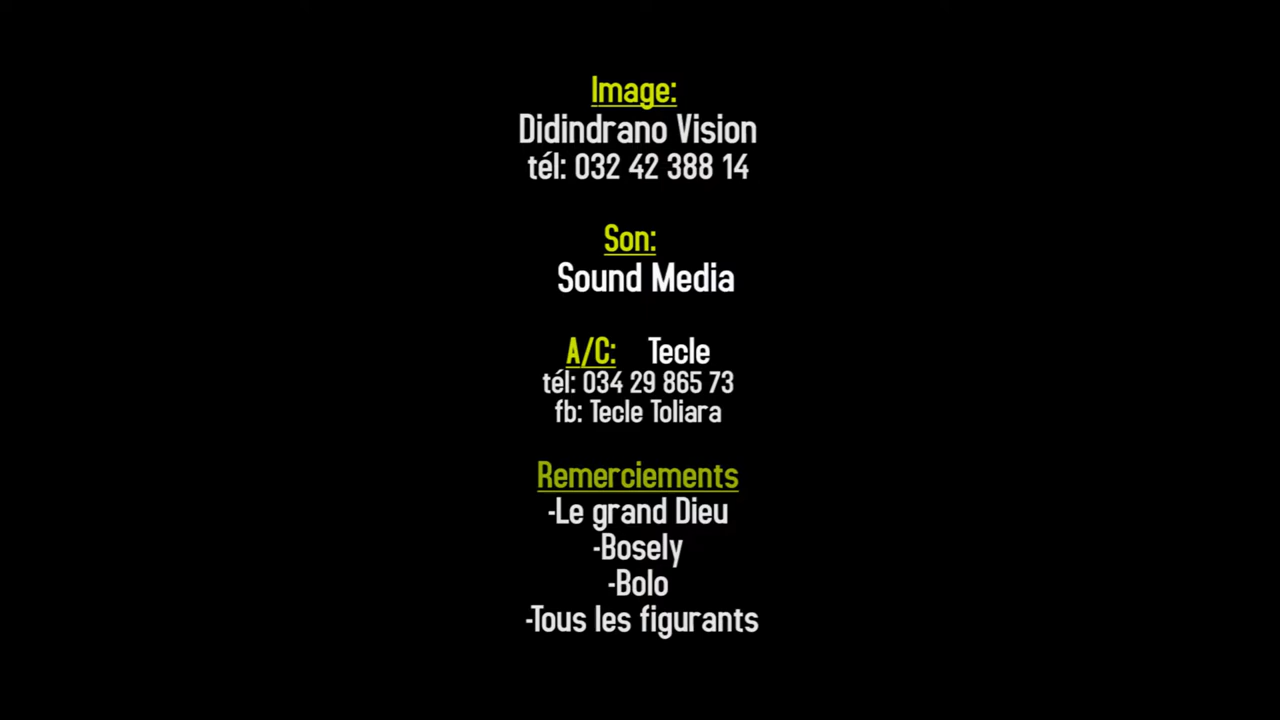 Image:
Didindrano Vision
tél: 032 42 388 14
Son:
Sound Media
A/C: Tecle
tél: 034 29 865 73
fb: Tecle Toliara
Remerciements
-Le grand Dieu
-Bosely
-Bolo
-Tous les figurants